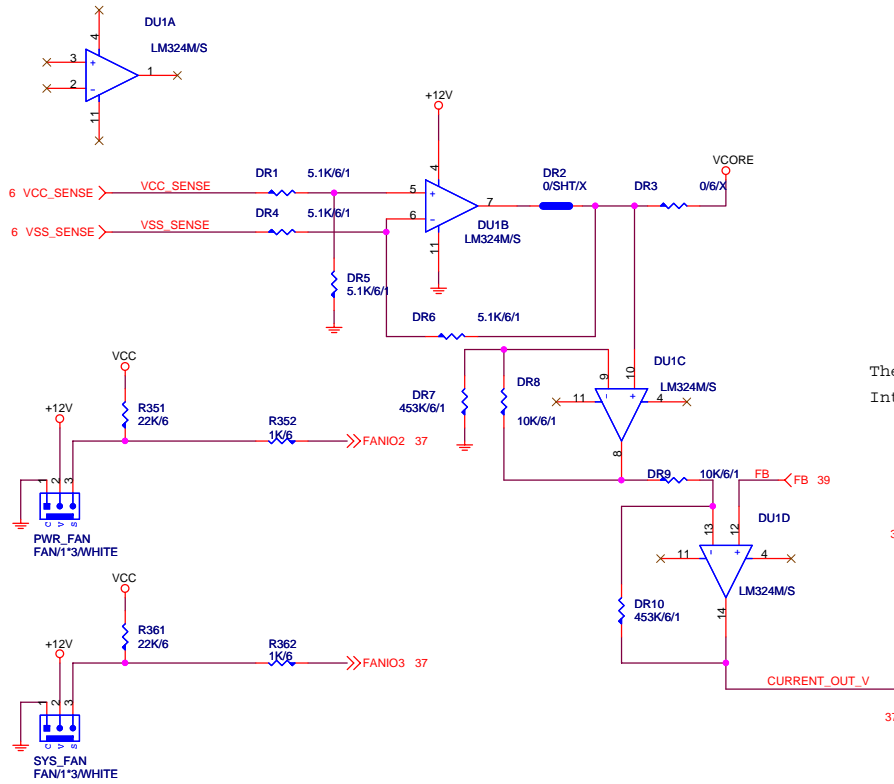 DU1A
LM324M/S
4
3
+
1
2
-
11
+12V
VCORE
DR1
5.1K/6/1
4
DR2
0/SHT/X
DR3
0/6/X
6 VCC_SENSE
VCC_SENSE
5
+
7
6 VSS_SENSE
VSS_SENSE
DR4
5.1K/6/1
6
-
DU1B
LM324M/S
11
DR5
5.1K/6/1
DR6
5.1K/6/1
VCC
DU1C
LM324M/S
The
Int
9
10
-
+
11
4
8
DR7
453K/6/1
DR8
10K/6/1
+12V
R351
22K/6
R352
1K/6
FANIO2 37
1
2
3
C
V
S
PWR_FAN
FAN/1*3/WHITE
DR9
10K/6/1
FB
FB 39
DU1D
13
12
-
+
11
4
LM324M/S
14
3
DR10
453K/6/1
VCC
+12V
R361
22K/6
R362
1K/6
FANIO3 37
CURRENT_OUT_V
37
1
2
3
C
V
S
SYS_FAN
FAN/1*3/WHITE